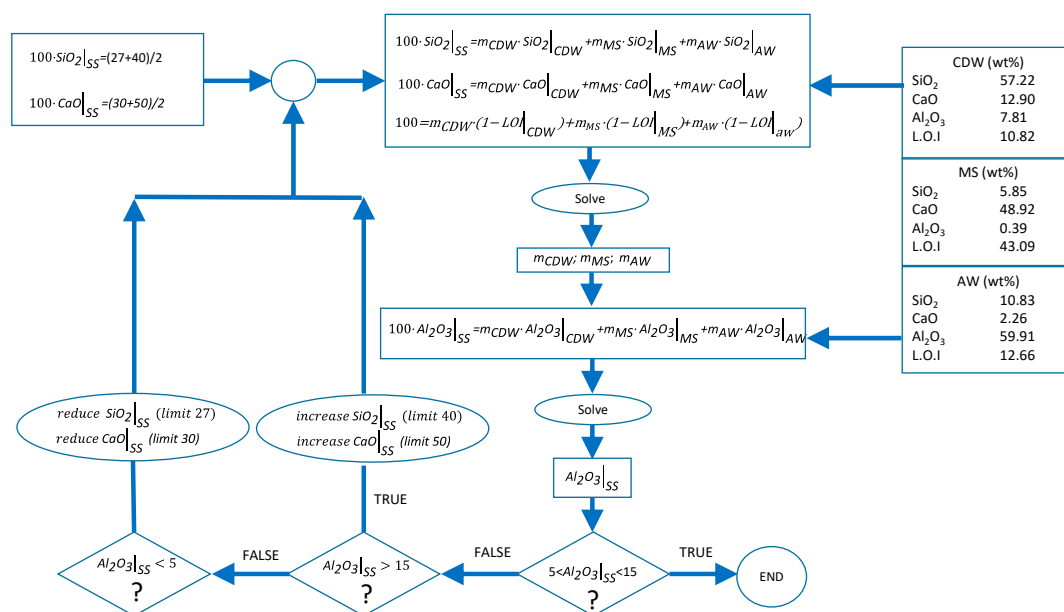 100·SiO₂|SS=(27+40)/2
100·CaO|SS=(30+50)/2
100·SiO₂|SS=mCDW·SiO₂|CDW+mMS·SiO₂|MS+mAW·SiO₂|AW
100·CaO|SS=mCDW·CaO|CDW+mMS·CaO|MS+mAW·CaO|AW
100=mCDW·(1−LOI|CDW)+mMS·(1−LOI|MS)+mAW·(1−LOI|aw)
CDW (wt%)
SiO₂ 57.22
CaO 12.90
Al₂O₃ 7.81
L.O.I 10.82
MS (wt%)
SiO₂ 5.85
CaO 48.92
Al₂O₃ 0.39
L.O.I 43.09
AW (wt%)
SiO₂ 10.83
CaO 2.26
Al₂O₃ 59.91
L.O.I 12.66
Solve
mCDW; mMS; mAW
100·Al₂O₃|SS=mCDW·Al₂O₃|CDW+mMS·Al₂O₃|MS+mAW·Al₂O₃|AW
Solve
Al₂O₃|SS
reduce SiO₂|SS (limit 27)
reduce CaO|SS (limit 30)
increase SiO₂|SS (limit 40)
increase CaO|SS (limit 50)
TRUE
Al₂O₃|SS < 5
?
FALSE
Al₂O₃|SS > 15
?
FALSE
5<Al₂O₃|SS<15
?
TRUE
END